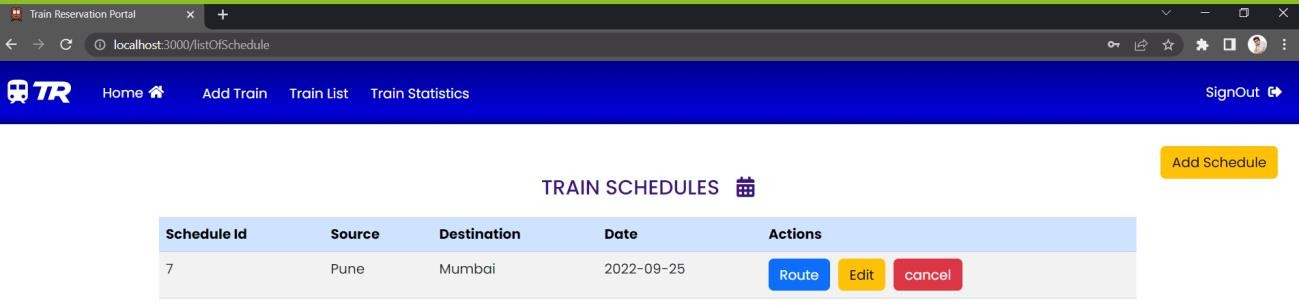 Train Reservation Portal
localhost:3000/listOfSchedule
TR Home Add Train Train List Train Statistics SignOut
Add Schedule
TRAIN SCHEDULES
Schedule Id Source Destination Date Actions
7 Pune Mumbai 2022-09-25 Route Edit cancel